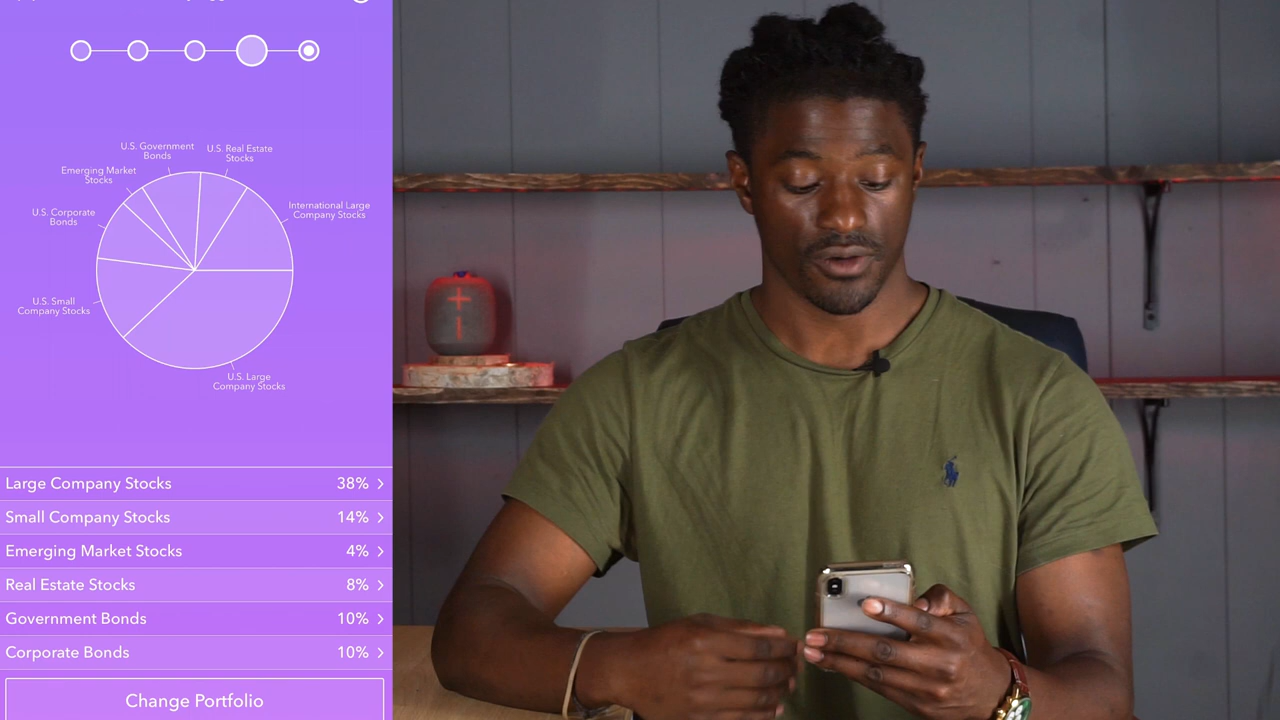 U.S. Government
Bonds
U.S. Real Estate
Stocks
Emerging Market
Stocks
International Large
Company Stocks
U.S. Corporate
Bonds
U.S. Small
Company Stocks
U.S. Large
Company Stocks
Large Company Stocks 38%
Small Company Stocks 14%
Emerging Market Stocks 4%
Real Estate Stocks 8%
Government Bonds 10%
Corporate Bonds 10%
Change Portfolio